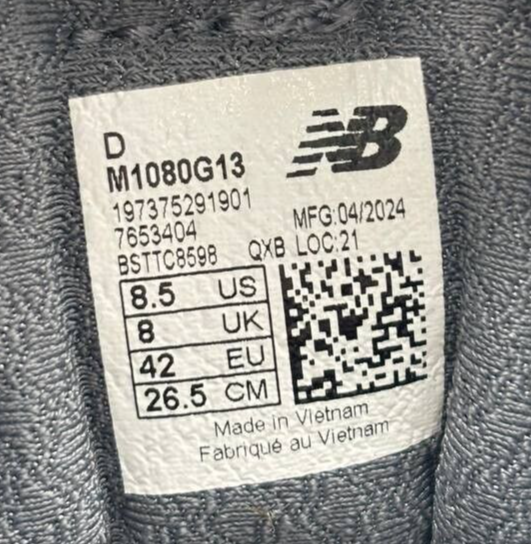 D
M1080G13
NB
197375291901
7653404 MFG:04/2024
BSTTC8598 QXB LOC:21
8.5 US
8 UK
42 EU
26.5 CM
Made in Vietnam
Fabriqué au Vietnam